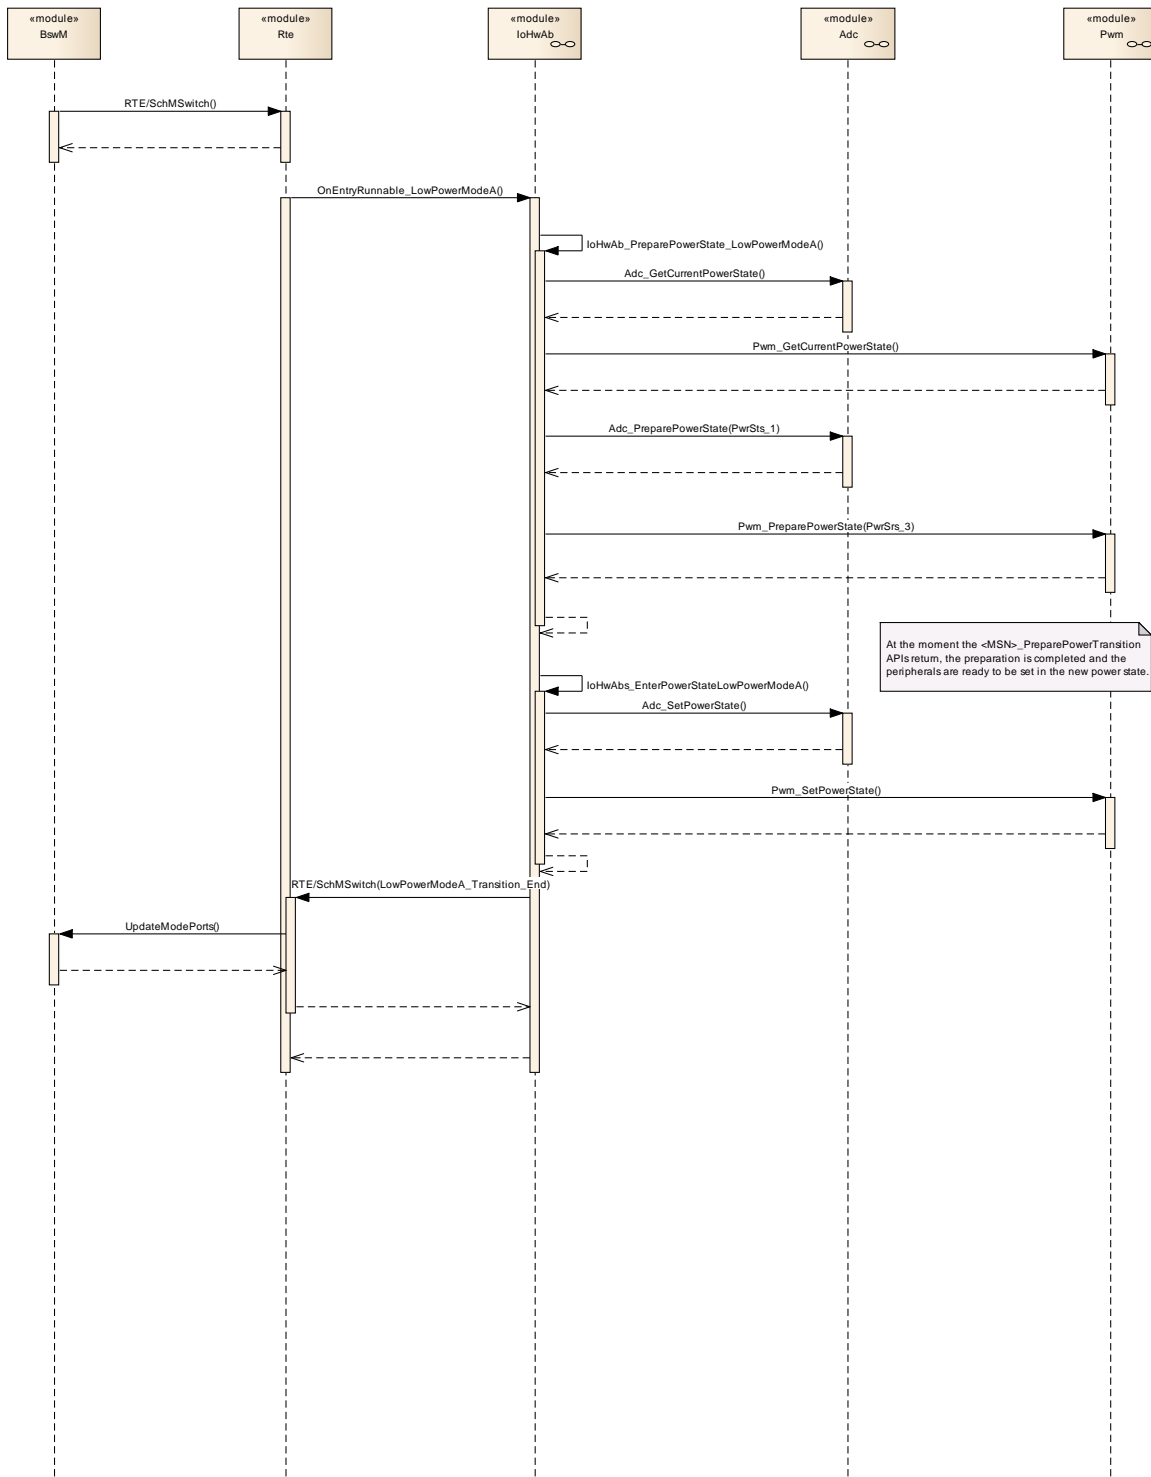 «module»
BswM
«module»
Rte
«module»
IoHwAb
«module»
Adc
«module»
Pwm
RTE/SchMSwitch()
OnEntryRunnable_LowPowerModeA()
IoHwAb_PreparePowerState_LowPowerModeA()
Adc_GetCurrentPowerState()
Pwm_GetCurrentPowerState()
Adc_PreparePowerState(PwrSts_1)
Pwm_PreparePowerState(PwrSrs_3)
At the moment the <MSN>_PreparePowerTransition
APIs return, the preparation is completed and the
peripherals are ready to be set in the new power state.
IoHwAbs_EnterPowerStateLowPowerModeA()
Adc_SetPowerState()
Pwm_SetPowerState()
RTE/SchMSwitch(LowPowerModeA_Transition_End)
UpdateModePorts()